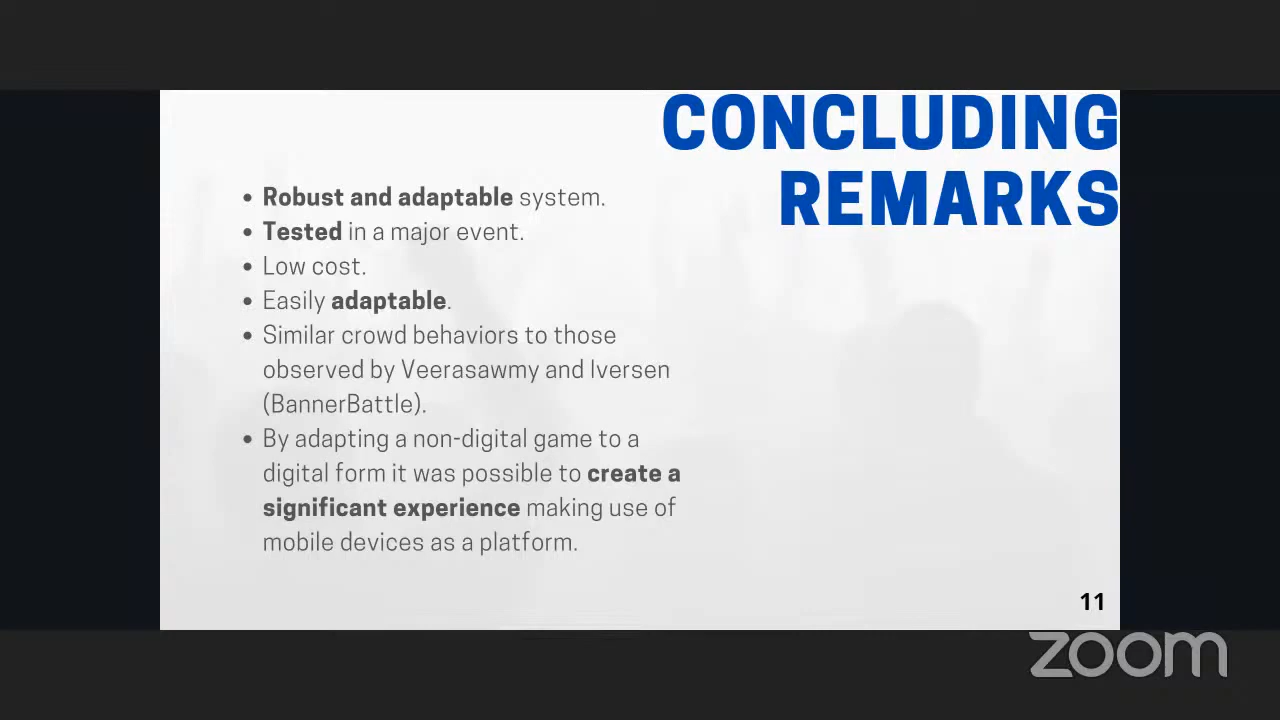 CONCLUDING
REMARKS
• Robust and adaptable system.
• Tested in a major event.
• Low cost.
• Easily adaptable.
• Similar crowd behaviors to those
observed by Veerasawmy and Iversen
(BannerBattle).
• By adapting a non-digital game to a
digital form it was possible to create a
significant experience making use of
mobile devices as a platform.
11
zoom